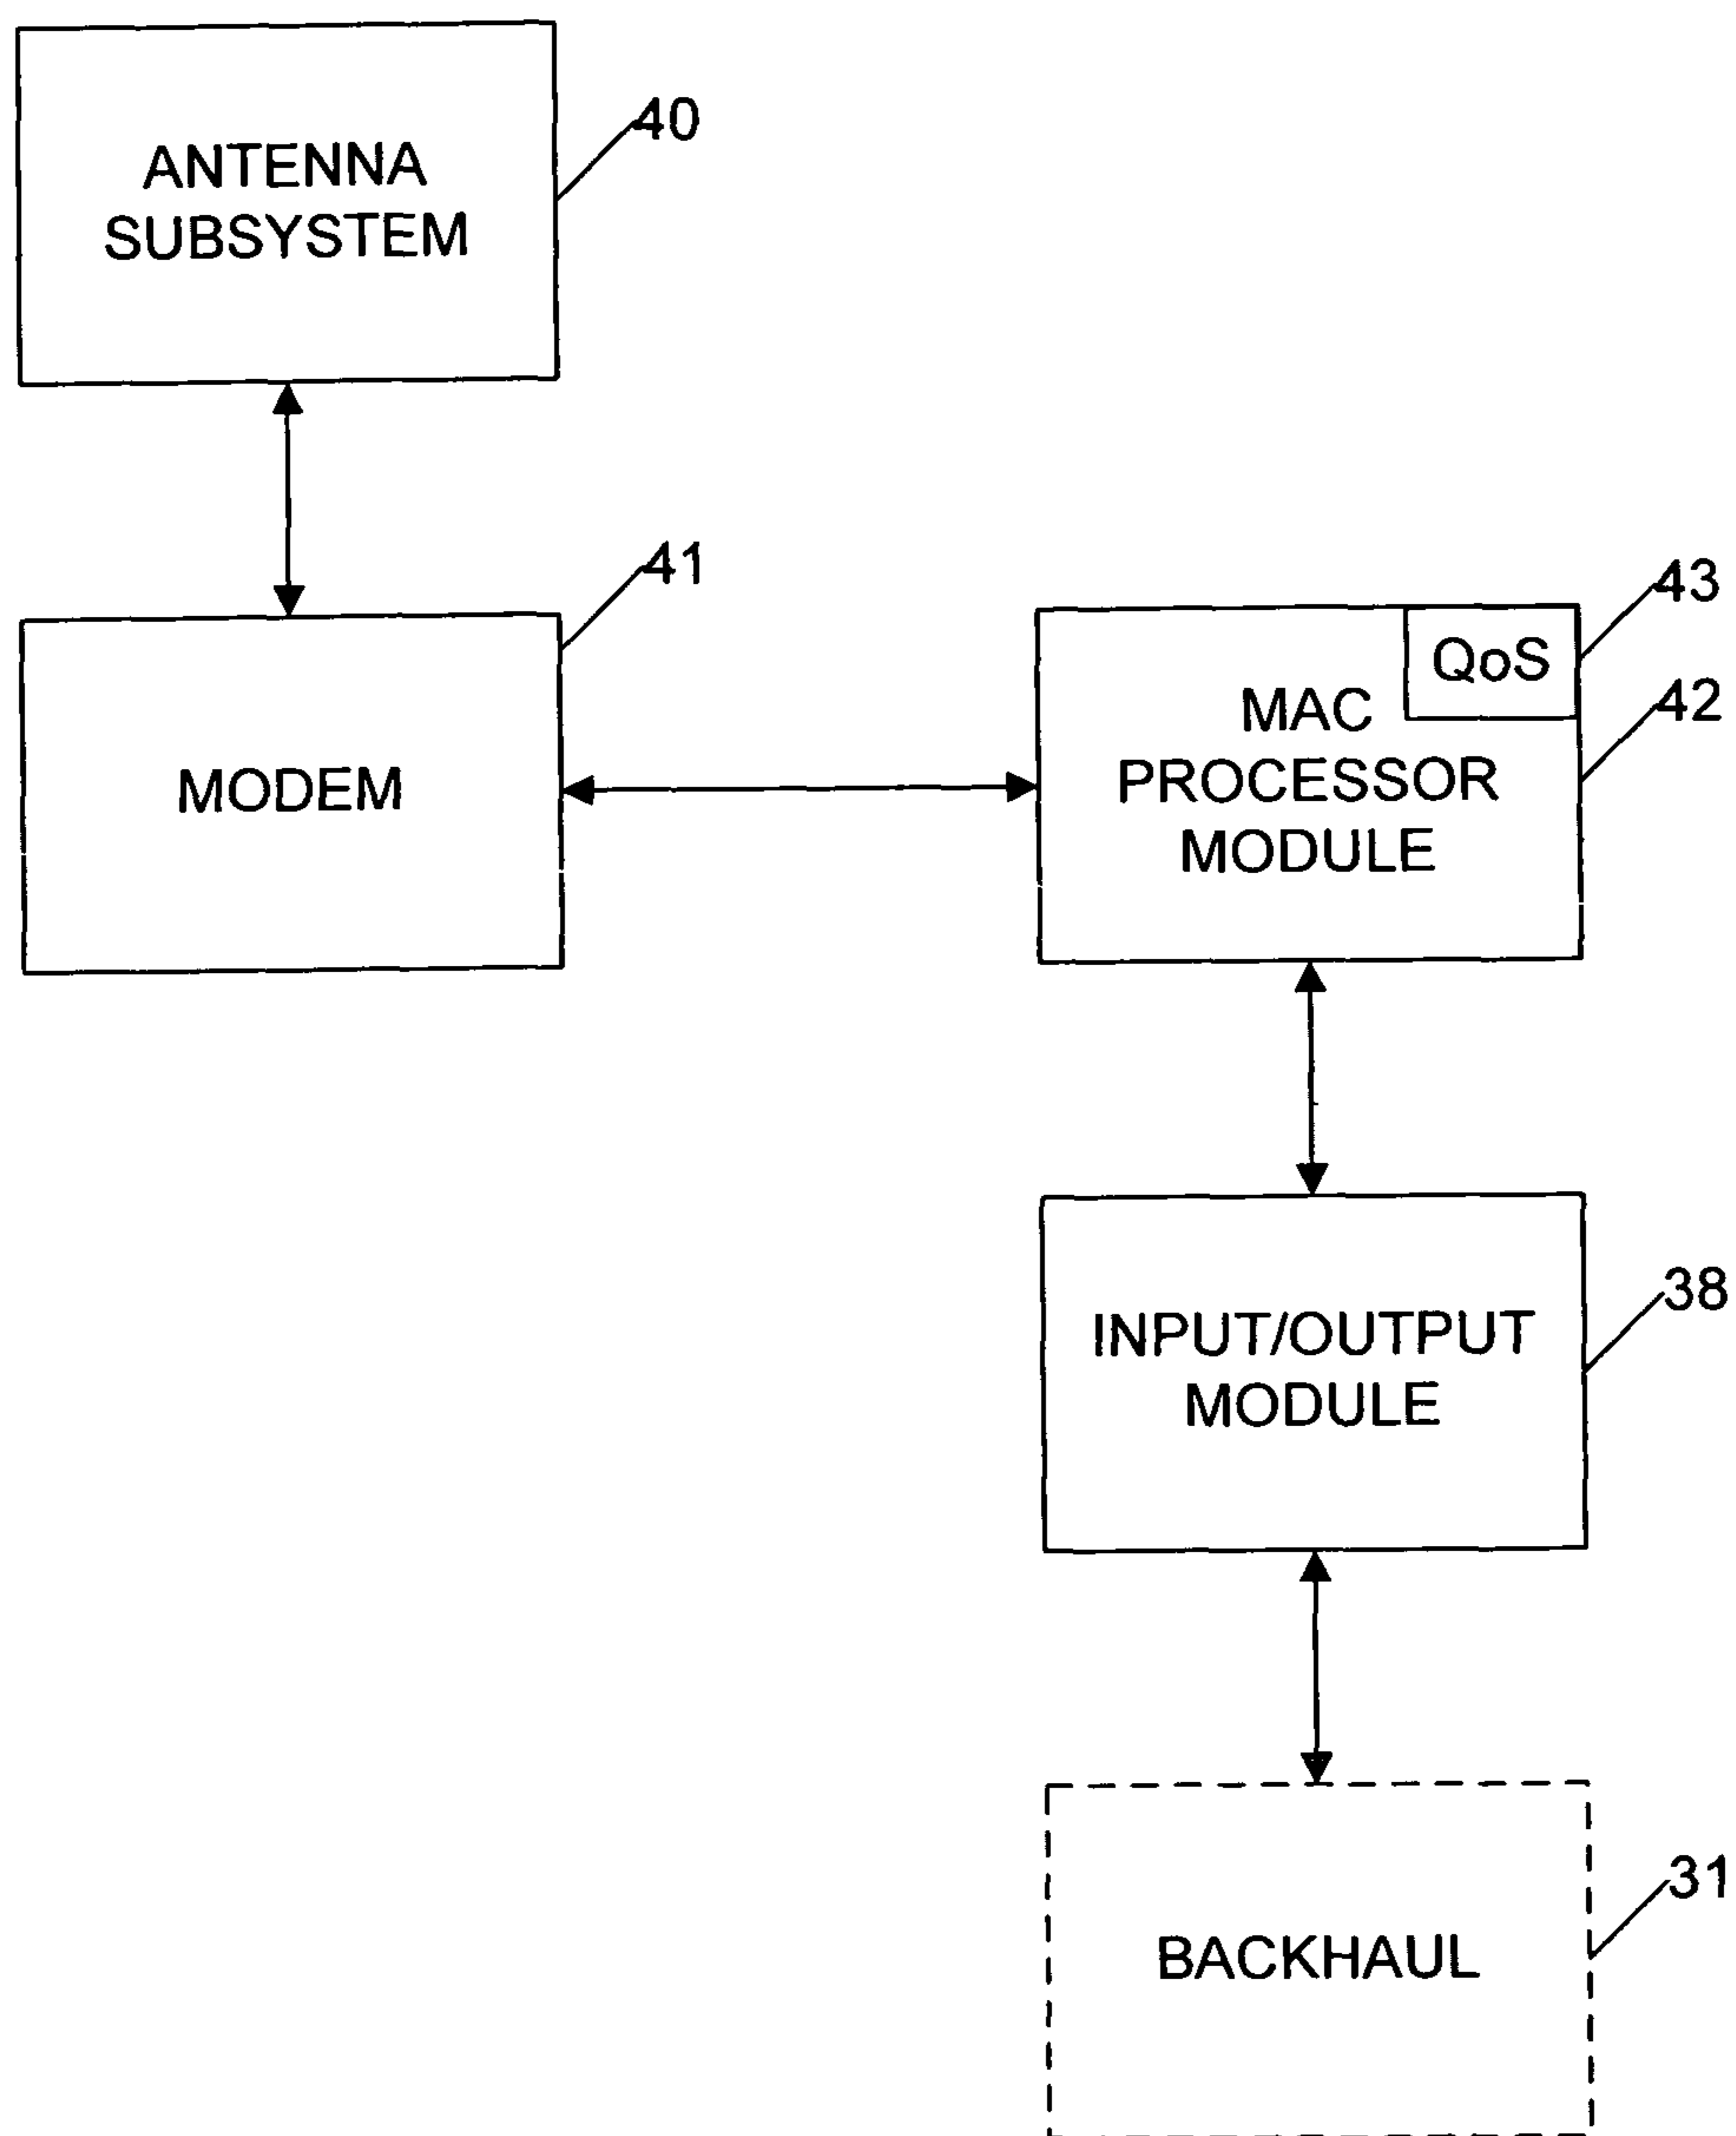 ANTENNA
SUBSYSTEM
40
MODEM
41
QoS
43
MAC
PROCESSOR
MODULE
42
INPUT/OUTPUT
MODULE
38
BACKHAUL
31